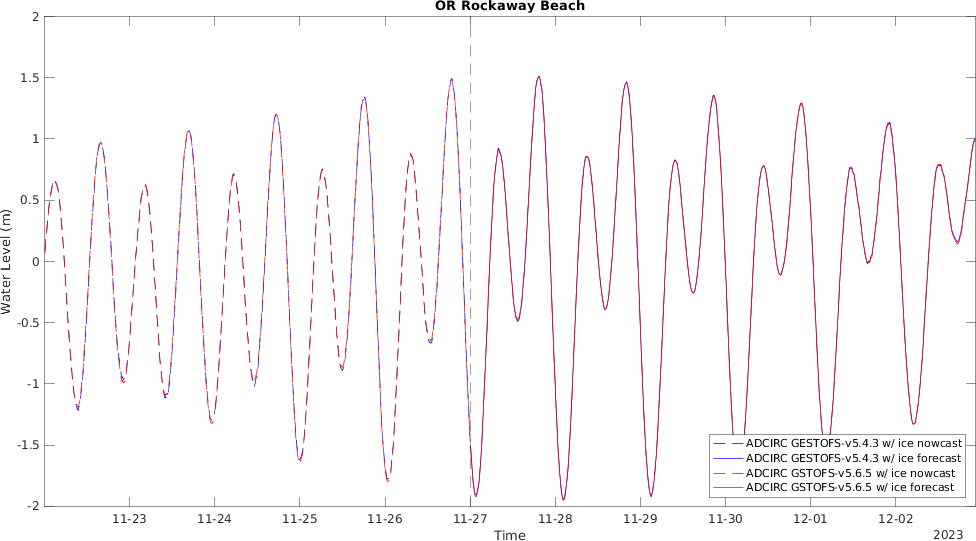 OR Rockaway Beach
2
1.5
1
0.5
0
-0.5
-1
-1.5
-2
Water Level (m)
ADCIRC GESTOFS-v5.4.3 w/ ice nowcast
ADCIRC GESTOFS-v5.4.3 w/ ice forecast
ADCIRC GSTOFS-v5.6.5 w/ ice nowcast
ADCIRC GSTOFS-v5.6.5 w/ ice forecast
11-23 11-24 11-25 11-26 11-27 11-28 11-29 11-30 12-01 12-02
Time
2023